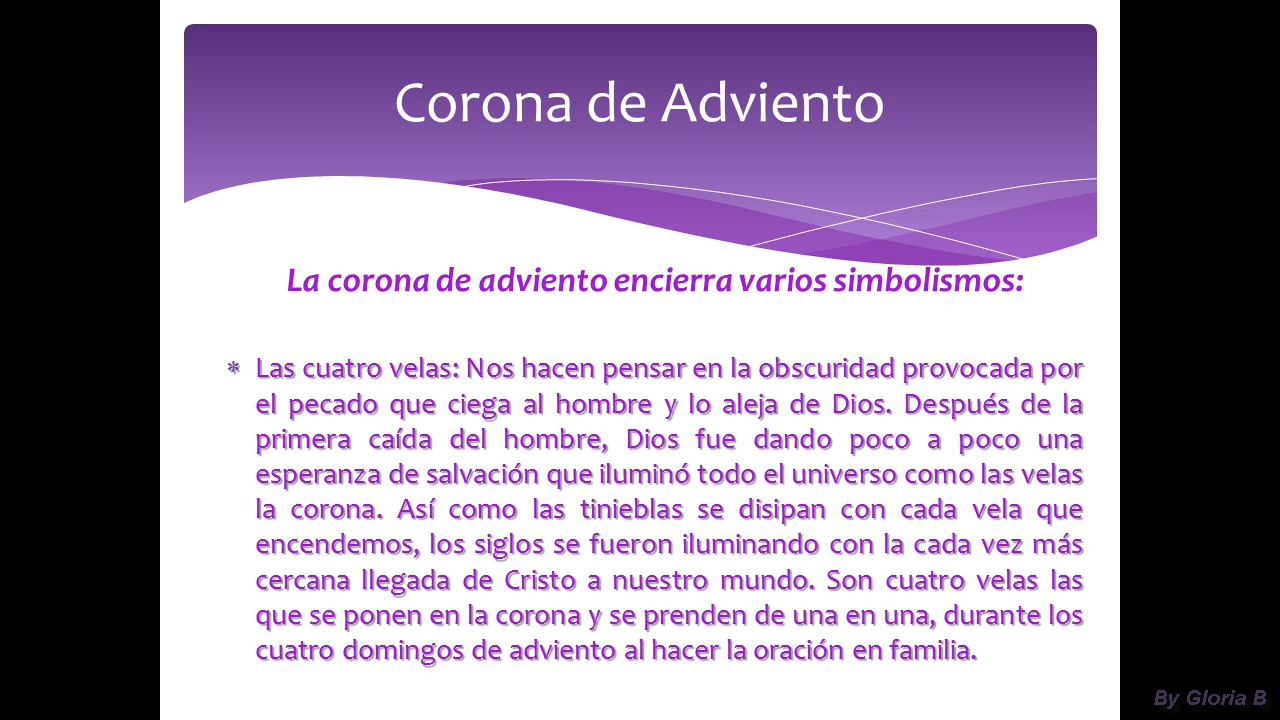 Corona de Adviento
La corona de adviento encierra varios simbolismos:
* Las cuatro velas: Nos hacen pensar en la obscuridad provocada por
el pecado que ciega al hombre y lo aleja de Dios. Después de la
primera caída del hombre, Dios fue dando poco a poco una
esperanza de salvación que iluminó todo el universo como las velas
la corona. Así como las tinieblas se disipan con cada vela que
encendemos, los siglos se fueron iluminando con la cada vez más
cercana llegada de Cristo a nuestro mundo. Son cuatro velas las
que se ponen en la corona y se prenden de una en una, durante los
cuatro domingos de adviento al hacer la oración en familia.
By Gloria B